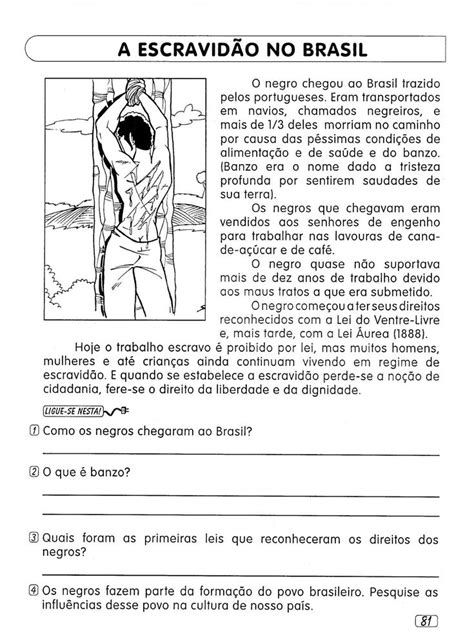 A ESCRAVIDÃO NO BRASIL
O negro chegou ao Brasil trazido
pelos portugueses. Eram transportados
em navios, chamados negreiros, e
mais de 1/3 deles morriam no caminho
por causa das péssimas condições de
alimentação e de saúde e do banzo.
(Banzo era o nome dado a tristeza
profunda por sentirem saudades de
sua terra).
Os negros que chegavam eram
vendidos aos senhores de engenho
para trabalhar nas lavouras de cana-
de-açúcar e de café.
O negro quase não suportava
mais de dez anos de trabalho devido
aos maus tratos a que era submetido.
O negro começou a ter seus direitos
reconhecidos com a Lei do Ventre-Livre
e, mais tarde, com a Lei Áurea (1888).
Hoje o trabalho escravo é proibido por lei, mas muitos homens,
mulheres e até crianças ainda continuam vivendo em regime de
escravidão. E quando se estabelece a escravidão perde-se a noção de
cidadania, fere-se o direito da liberdade e da dignidade.
LIGUE-SE NESTA!
1 Como os negros chegaram ao Brasil?
2 O que é banzo?
3 Quais foram as primeiras leis que reconheceram os direitos dos
negros?
4 Os negros fazem parte da formação do povo brasileiro. Pesquise as
influências desse povo na cultura de nosso país.
81